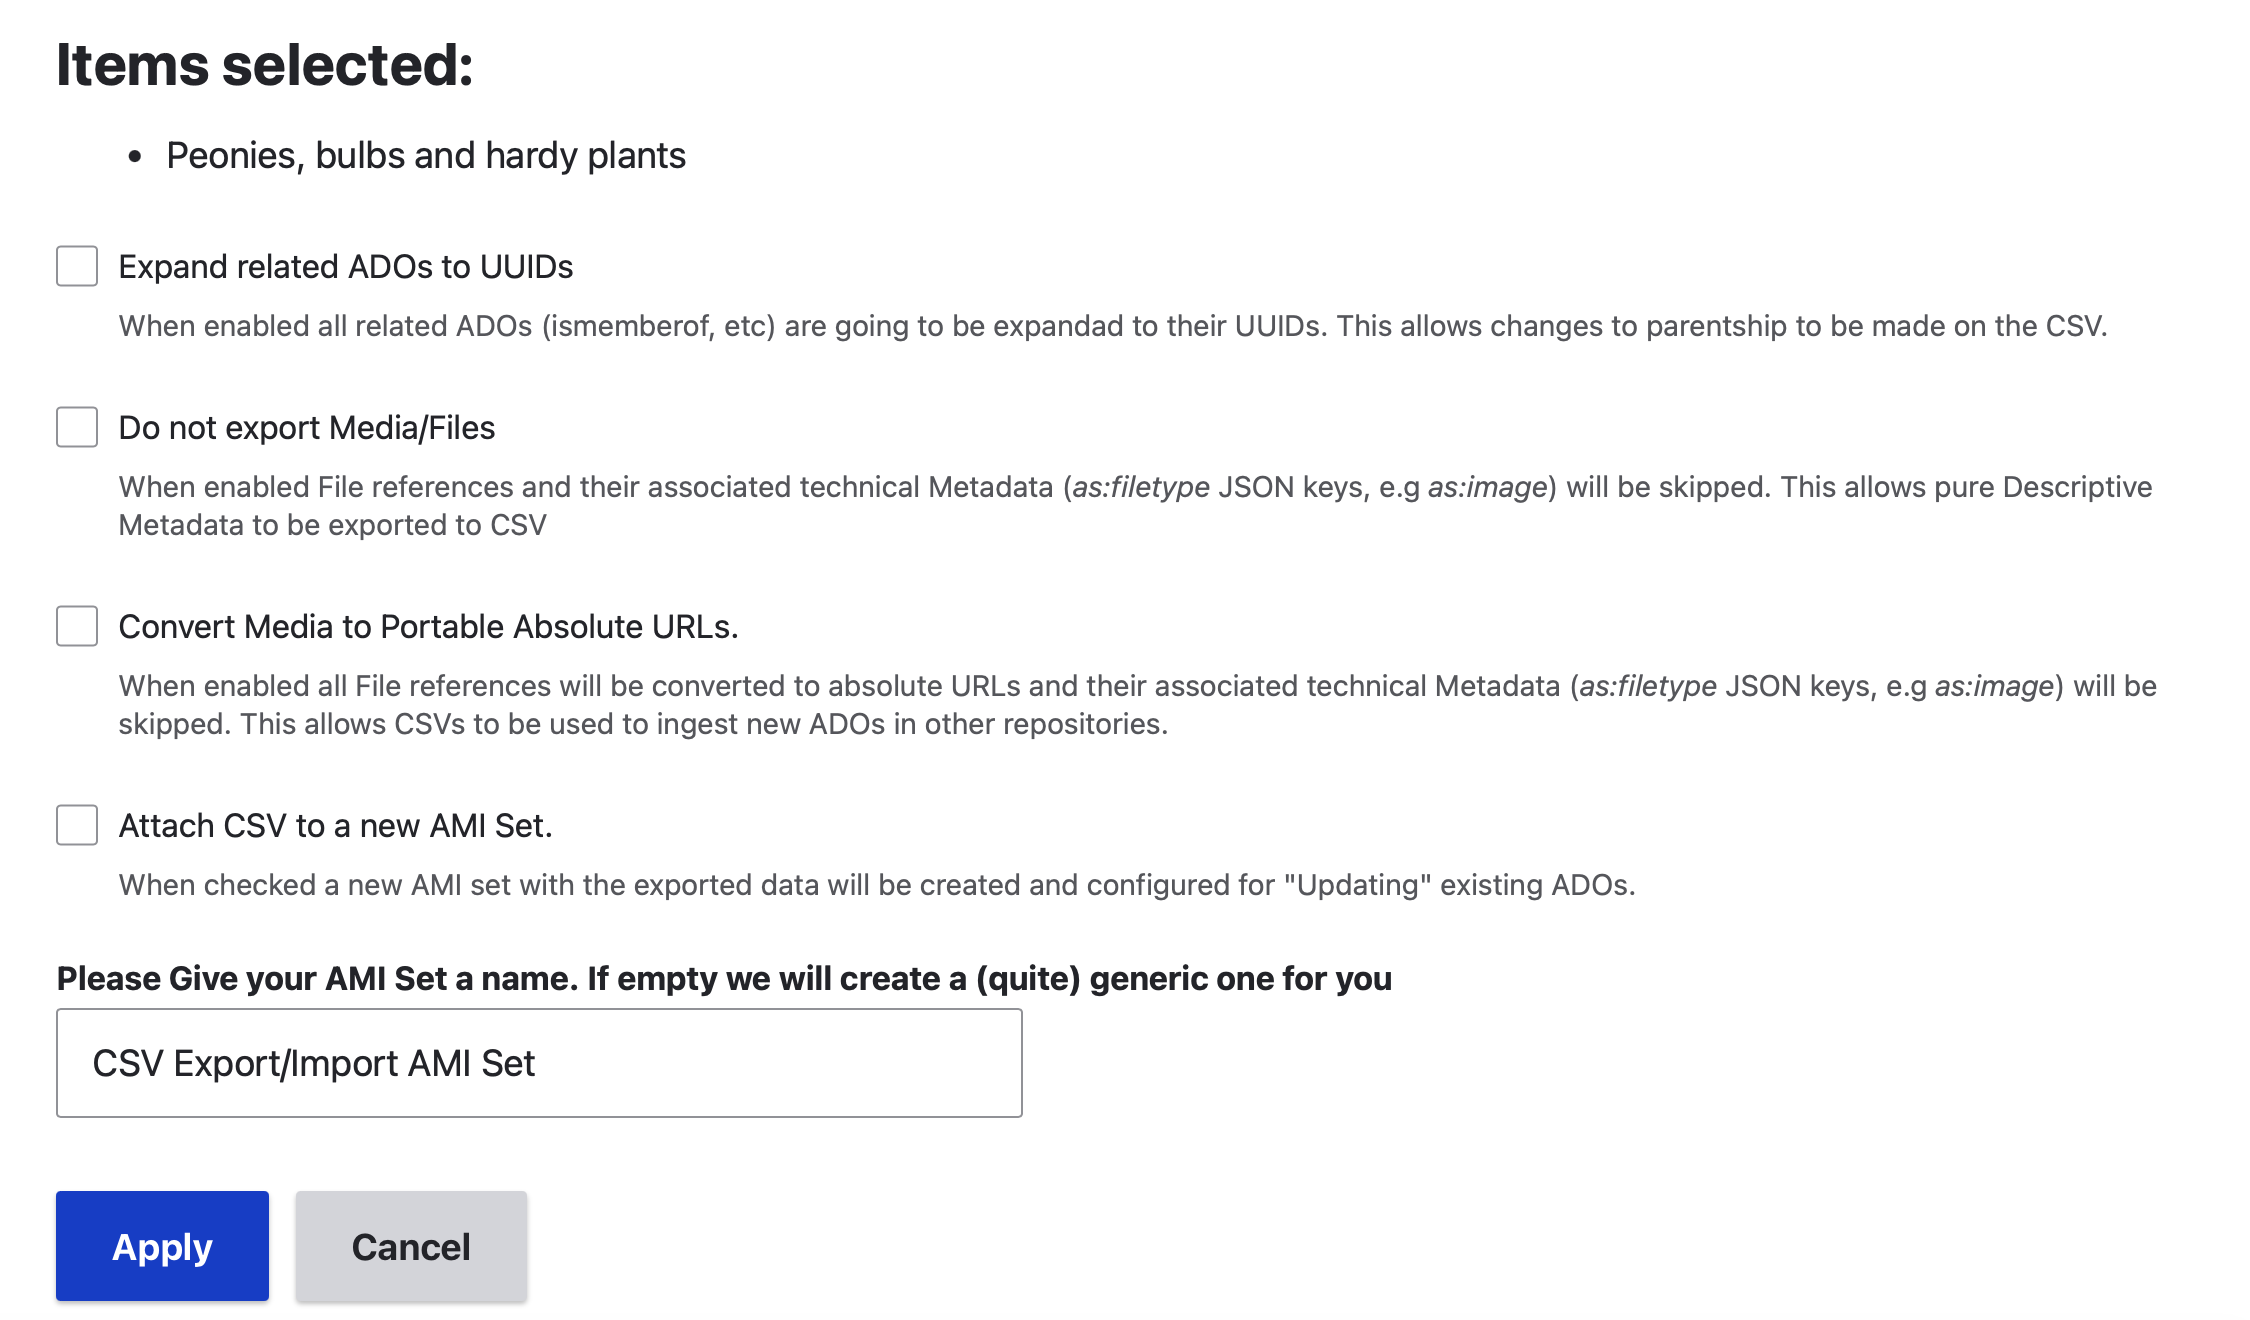 Items selected:
• Peonies, bulbs and hardy plants
Expand related ADOs to UUIDs
When enabled all related ADOs (ismemberof, etc) are going to be expandad to their UUIDs. This allows changes to parentship to be made on the CSV.
Do not export Media/Files
When enabled File references and their associated technical Metadata (as:filetype JSON keys, e.g as:image) will be skipped. This allows pure Descriptive
Metadata to be exported to CSV
Convert Media to Portable Absolute URLs.
When enabled all File references will be converted to absolute URLs and their associated technical Metadata (as:filetype JSON keys, e.g as:image) will be
skipped. This allows CSVs to be used to ingest new ADOs in other repositories.
Attach CSV to a new AMI Set.
When checked a new AMI set with the exported data will be created and configured for "Updating" existing ADOs.
Please Give your AMI Set a name. If empty we will create a (quite) generic one for you
CSV Export/Import AMI Set
Apply Cancel